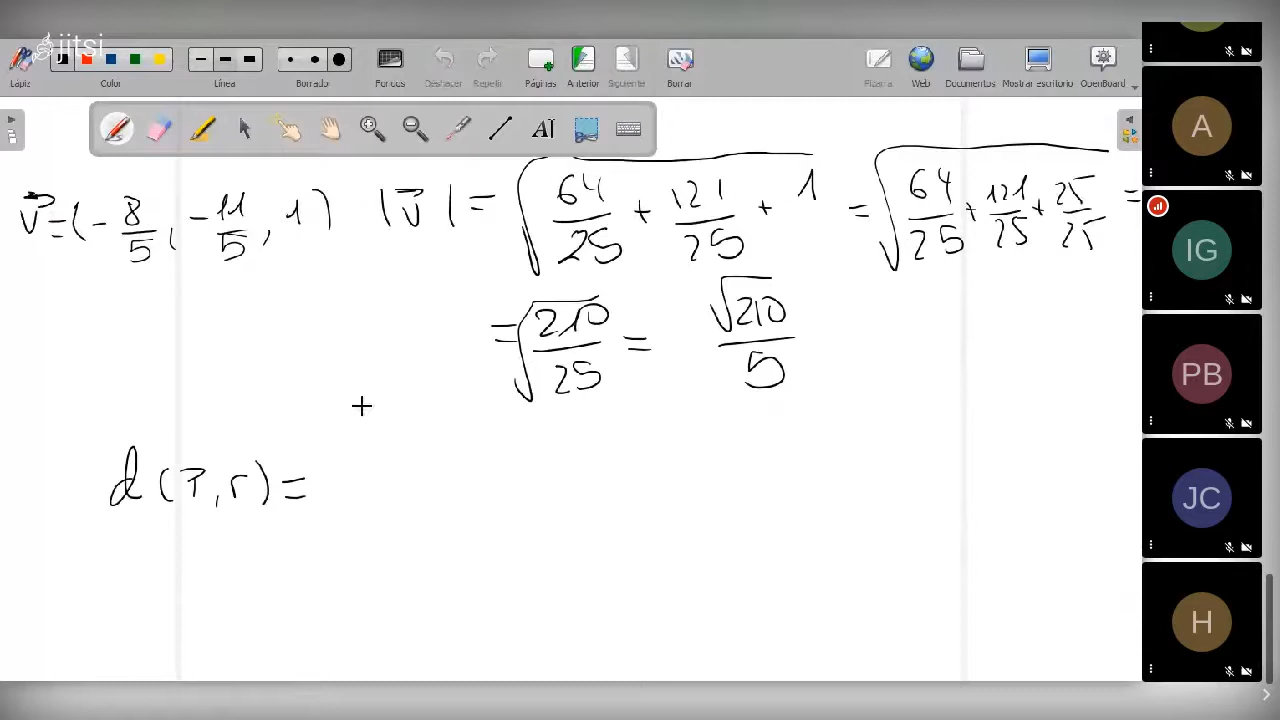 jitsi
Lápiz Color Línea Borrado Fondos Deshacer Repetir Páginas Anterior Siguiente Borrar Pizarra Web Documentos Mostrar escritorio OpenBoard
v⃗=(-8/5, -11/5, 1) |v⃗|= √(64/25 + 121/25 + 1) = √(64/25 + 121/25 + 25/25) =
= √(210/25) = √210/5
d(P,r)=
A
IG
PB
JC
H